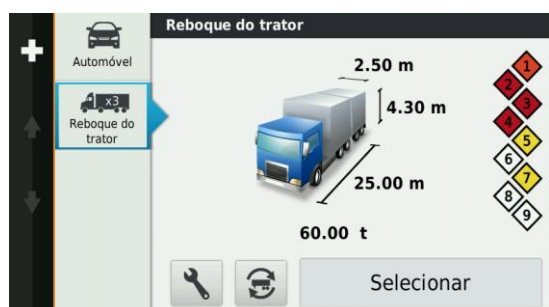 Reboque do trator
Automóvel
x3
Reboque do
trator
2.50 m
4.30 m
25.00 m
60.00 t
1
2
3
4
5
6
7
8
9
Selecionar